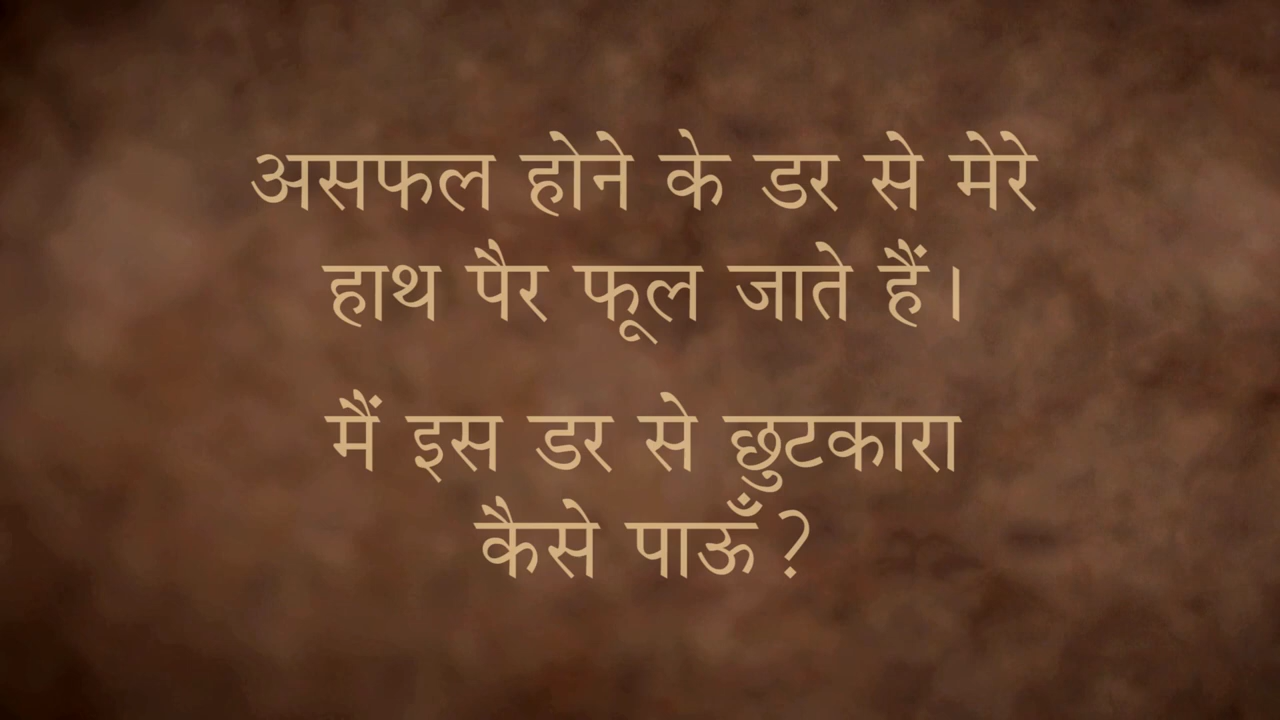 असफल होने के डर से मेरे
हाथ पैर फूल जाते हैं।
मैं इस डर से छुटकारा
कैसे पाऊँ?